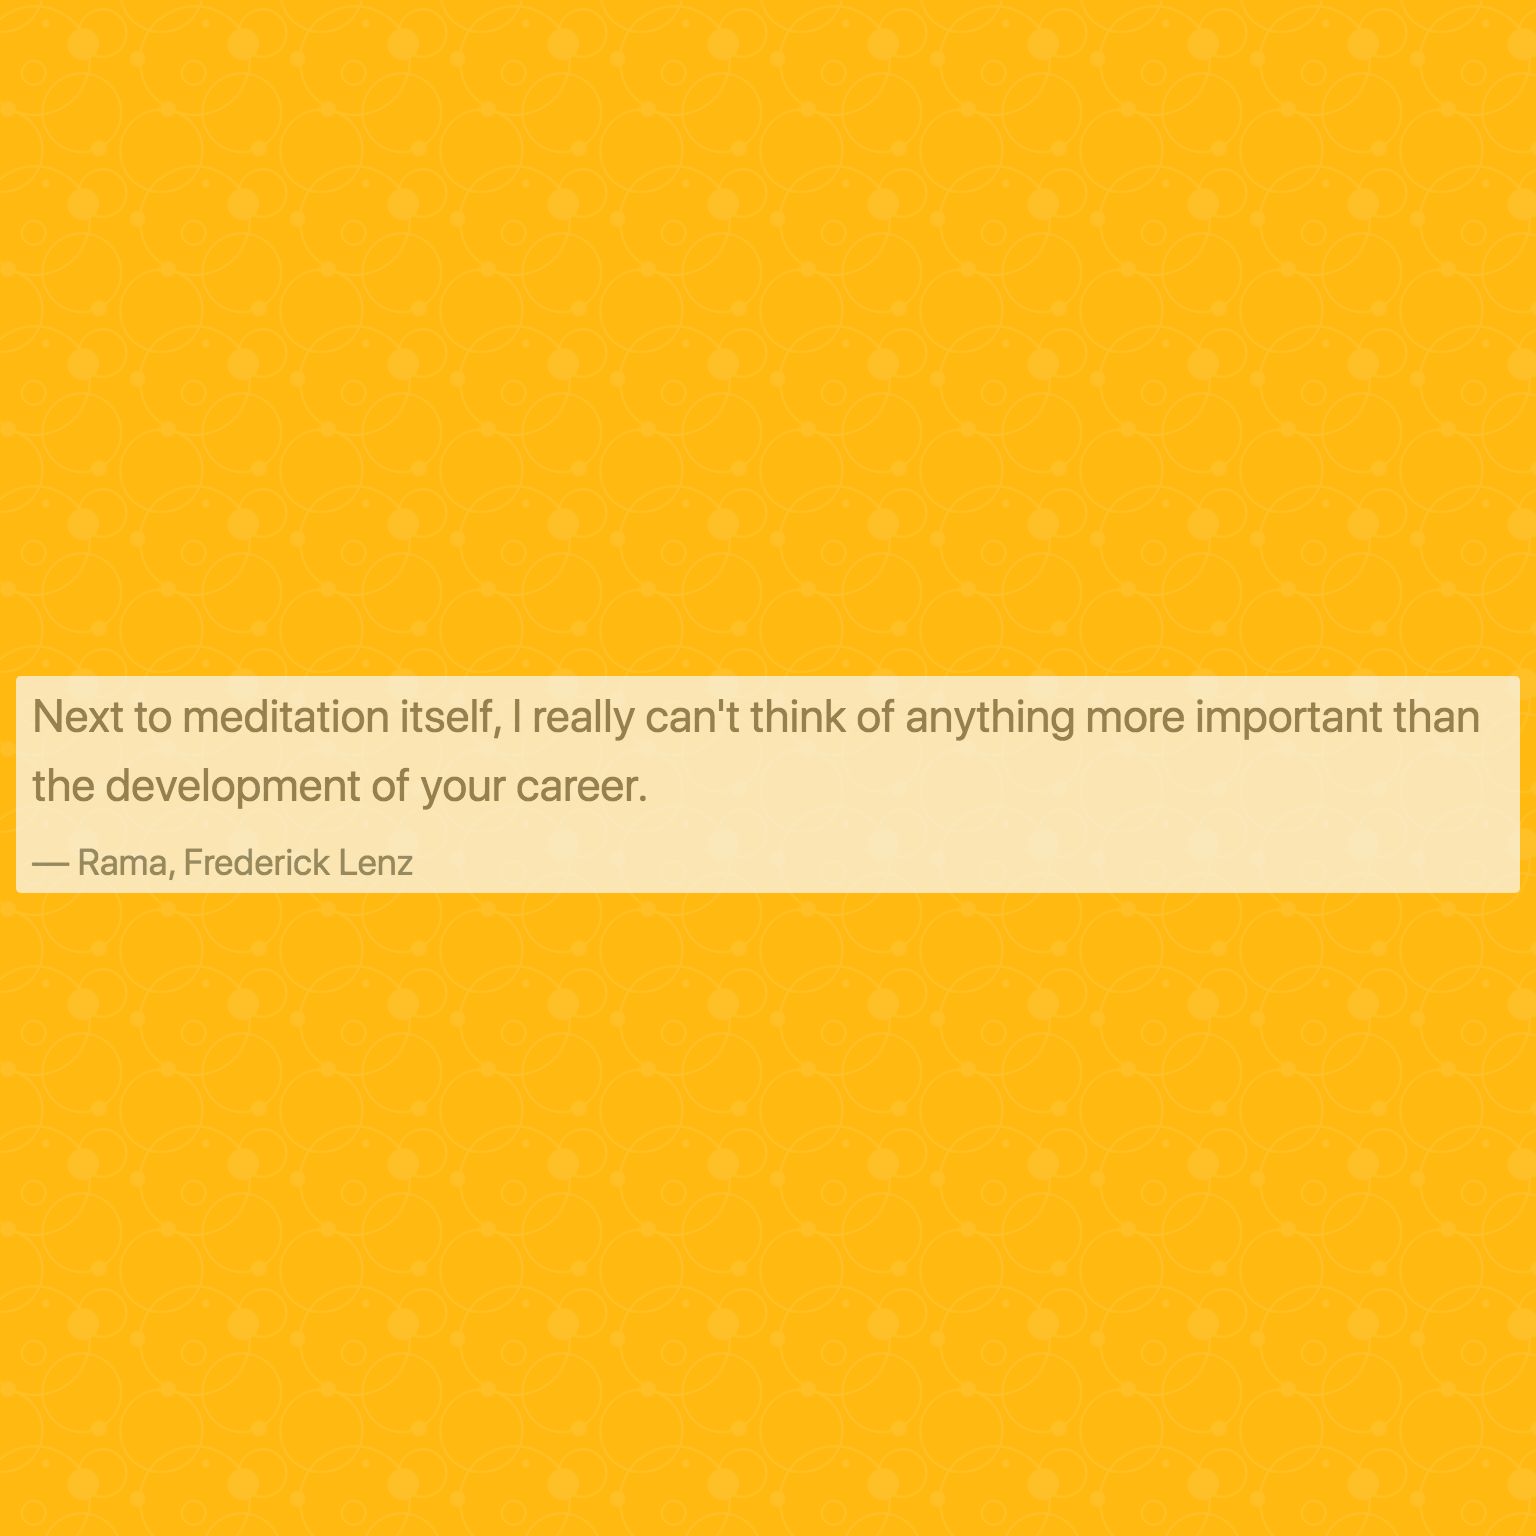 Next to meditation itself, I really can't think of anything more important than
the development of your career.
— Rama, Frederick Lenz